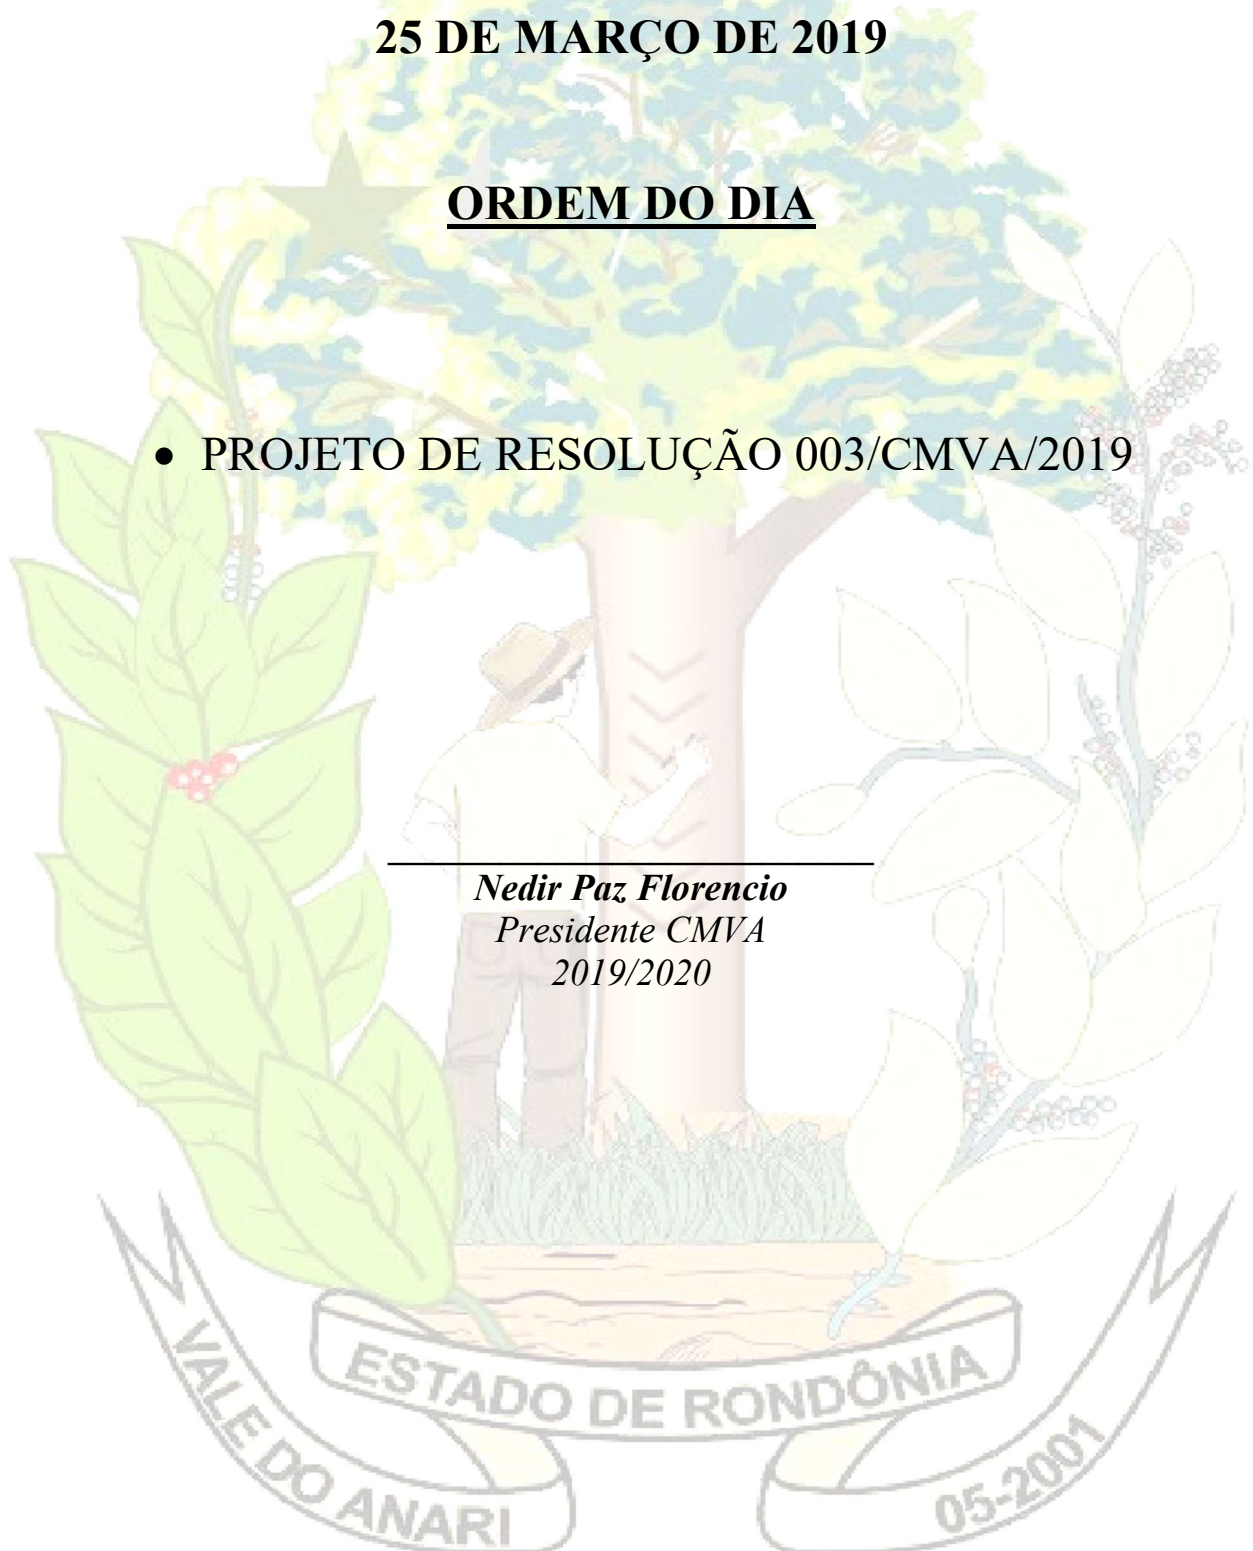 25 DE MARÇO DE 2019
ORDEM DO DIA
• PROJETO DE RESOLUÇÃO 003/CMVA/2019
Nedir Paz Florencio
Presidente CMVA
2019/2020
ESTADO DE RONDÔNIA
VALE DO ANARI
05-2001